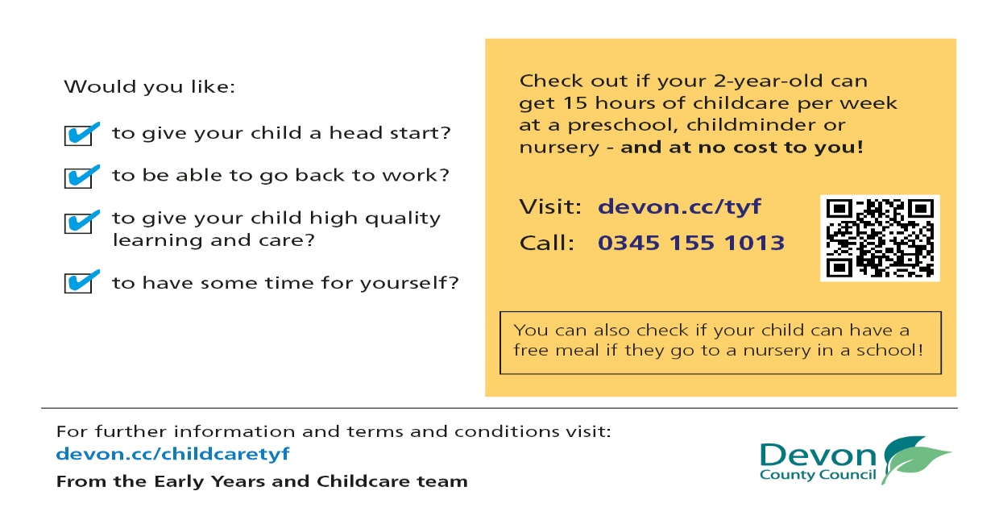 Would you like:
to give your child a head start?
to be able to go back to work?
to give your child high quality
learning and care?
to have some time for yourself?
Check out if your 2-year-old can
get 15 hours of childcare per week
at a preschool, childminder or
nursery - and at no cost to you!
Visit: devon.cc/tyf
Call: 0345 155 1013
You can also check if your child can have a
free meal if they go to a nursery in a school!
For further information and terms and conditions visit:
devon.cc/childcaretyf
From the Early Years and Childcare team
Devon
County Council